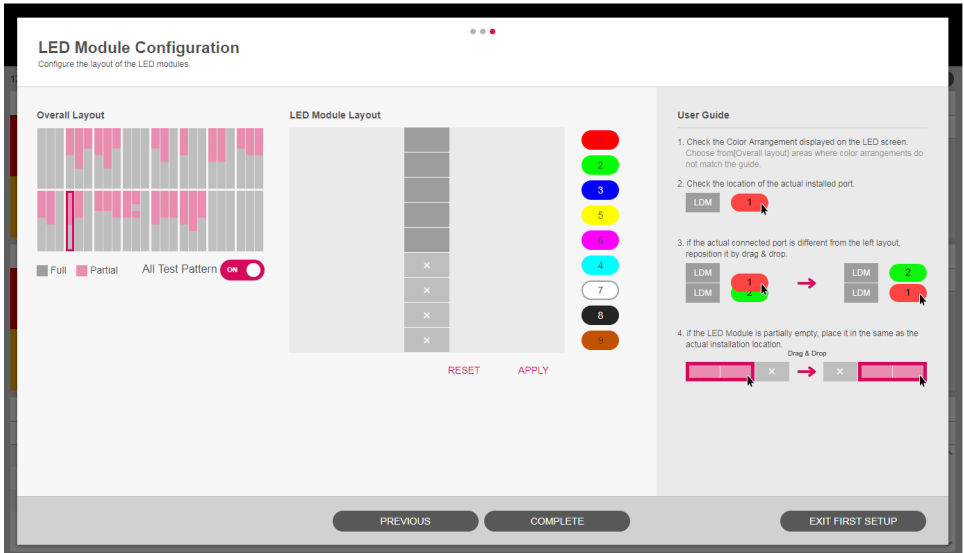 LED Module Configuration
Configure the layout of the LED modules.
Overall Layout
Full
Partial
All Test Pattern
ON
LED Module Layout
×
×
×
×
1
2
3
5
6
4
7
8
9
RESET
APPLY
User Guide
1. Check the Color Arrangement displayed on the LED screen.
Choose from[Overall layout] areas where color arrangements do
not match the guide.
2. Check the location of the actual installed port.
LDM
1
3. if the actual connected port is different from the left layout,
reposition it by drag & drop.
LDM
1
LDM
2
LDM
2
LDM
1
4. if the LED Module is partially empty, place it in the same as the
actual installation location.
Drag & Drop
×
×
PREVIOUS
COMPLETE
EXIT FIRST SETUP